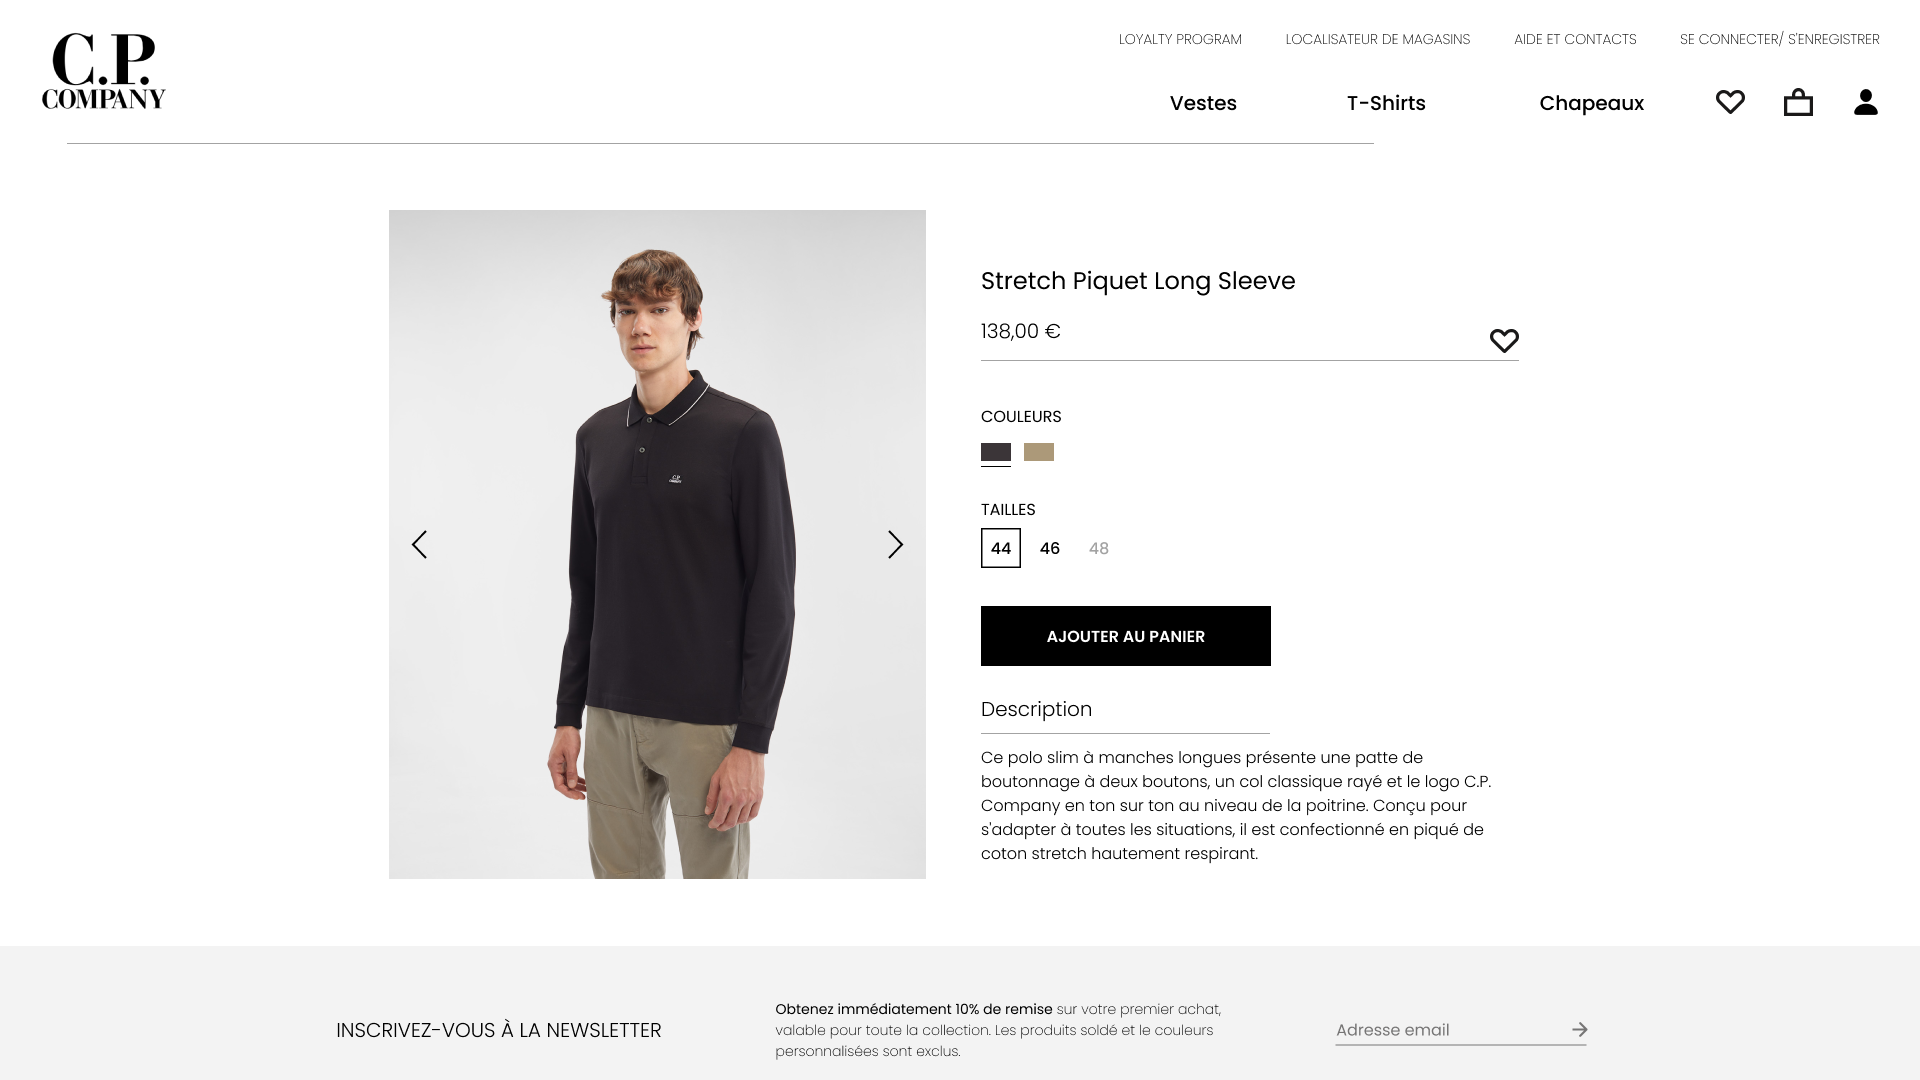 C.P.
COMPANY
LOYALTY PROGRAM
LOCALISATEUR DE MAGASINS
AIDE ET CONTACTS
SE CONNECTER/ S'ENREGISTRER
Vestes
T-Shirts
Chapeaux
C.P.
COMPANY
Stretch Piquet Long Sleeve
138,00 €
COULEURS
TAILLES
44
46
48
AJOUTER AU PANIER
Description
Ce polo slim à manches longues présente une patte de
boutonnage à deux boutons, un col classique rayé et le logo C.P.
Company en ton sur ton au niveau de la poitrine. Conçu pour
s'adapter à toutes les situations, il est confectionné en piqué de
coton stretch hautement respirant.
INSCRIVEZ-VOUS À LA NEWSLETTER
Obtenez immédiatement 10% de remise sur votre premier achat,
valable pour toute la collection. Les produits soldé et le couleurs
personnalisées sont exclus.
Adresse email